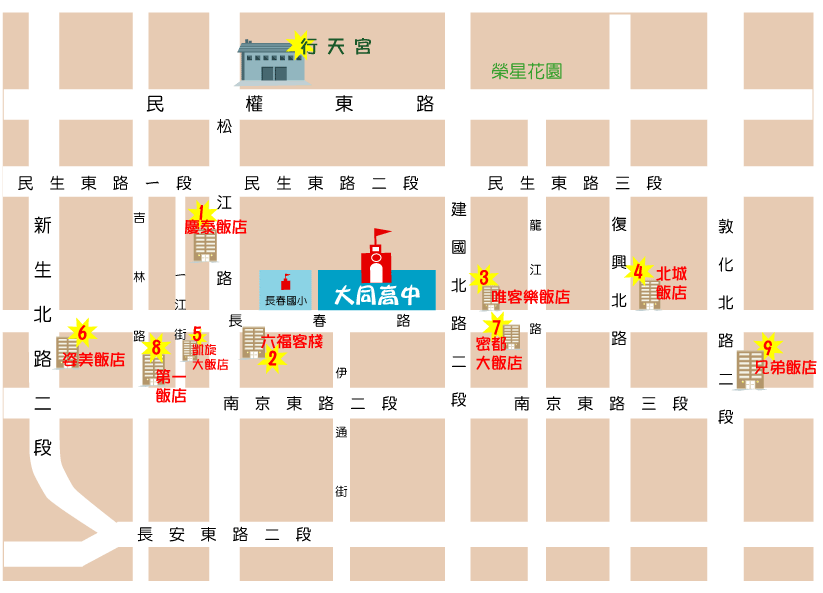 行天宮
榮星花園
民權東路
松江路
民生東路一段
民生東路二段
民生東路三段
新生北路二段
吉林路
一江街
建國北路二段
龍江路
復興北路
敦化北路二段
1
慶泰飯店
長春國小
大同高中
3
唯客樂飯店
4
北城
飯店
長春路
6
咨美飯店
8
第一
飯店
5
凱旋
大飯店
六福客棧
2
7
密都
大飯店
9
兄弟飯店
伊通街
南京東路二段
南京東路三段
長安東路二段